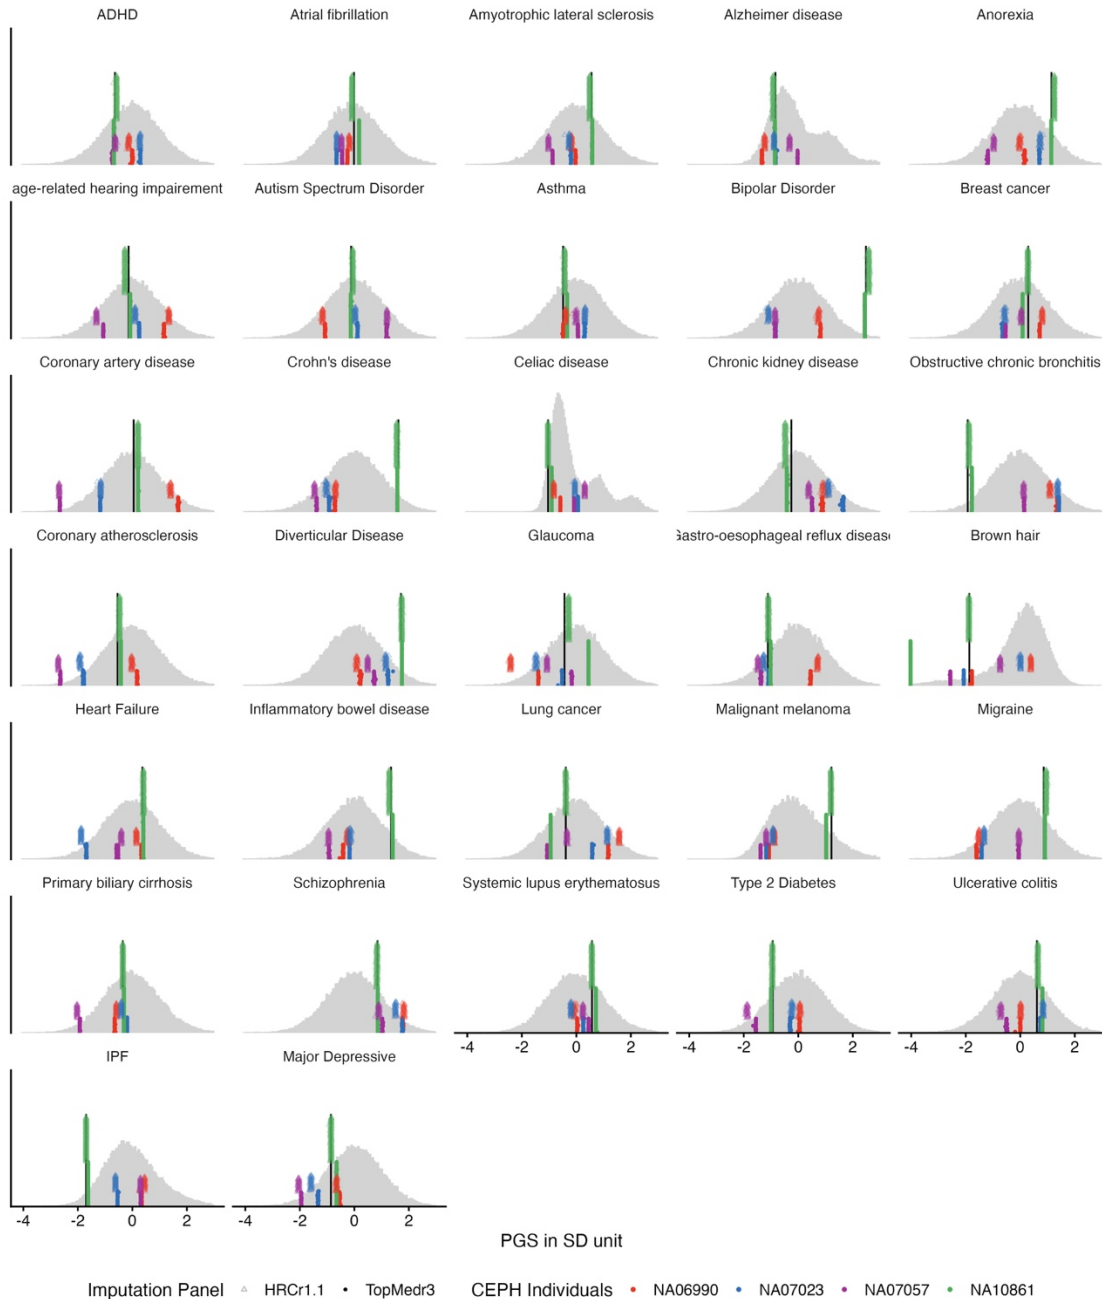 ADHD
Atrial fibrillation
Amyotrophic lateral sclerosis
Alzheimer disease
Anorexia
age-related hearing impairement
Autism Spectrum Disorder
Asthma
Bipolar Disorder
Breast cancer
Coronary artery disease
Crohn's disease
Celiac disease
Chronic kidney disease
Obstructive chronic bronchitis
Coronary atherosclerosis
Diverticular Disease
Glaucoma
Gastro-oesophageal reflux disease
Brown hair
Heart Failure
Inflammatory bowel disease
Lung cancer
Malignant melanoma
Migraine
Primary biliary cirrhosis
Schizophrenia
Systemic lupus erythematosus
Type 2 Diabetes
Ulcerative colitis
-4 -2 0 2
-4 -2 0 2
-4 -2 0 2
IPF
Major Depressive
-4 -2 0 2
-4 -2 0 2
PGS in SD unit
Imputation Panel HRCr1.1 TopMedr3 CEPH Individuals NA06990 NA07023 NA07057 NA10861